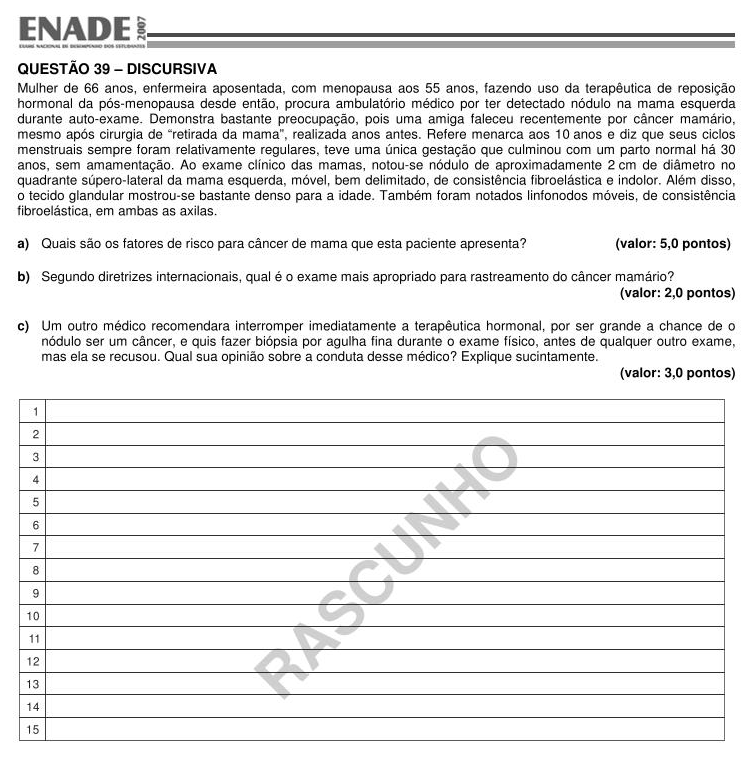 ENADE 2007
EXAME NACIONAL DE DESEMPENHO DOS ESTUDANTES
QUESTÃO 39 – DISCURSIVA
Mulher de 66 anos, enfermeira aposentada, com menopausa aos 55 anos, fazendo uso da terapêutica de reposição
hormonal da pós-menopausa desde então, procura ambulatório médico por ter detectado nódulo na mama esquerda
durante auto-exame. Demonstra bastante preocupação, pois uma amiga faleceu recentemente por câncer mamário,
mesmo após cirurgia de “retirada da mama”, realizada anos antes. Refere menarca aos 10 anos e diz que seus ciclos
menstruais sempre foram relativamente regulares, teve uma única gestação que culminou com um parto normal há 30
anos, sem amamentação. Ao exame clínico das mamas, notou-se nódulo de aproximadamente 2 cm de diâmetro no
quadrante súpero-lateral da mama esquerda, móvel, bem delimitado, de consistência fibroelástica e indolor. Além disso,
o tecido glandular mostrou-se bastante denso para a idade. Também foram notados linfonodos móveis, de consistência
fibroelástica, em ambas as axilas.
a) Quais são os fatores de risco para câncer de mama que esta paciente apresenta? (valor: 5,0 pontos)
b) Segundo diretrizes internacionais, qual é o exame mais apropriado para rastreamento do câncer mamário?
(valor: 2,0 pontos)
c) Um outro médico recomendara interromper imediatamente a terapêutica hormonal, por ser grande a chance de o
nódulo ser um câncer, e quis fazer biópsia por agulha fina durante o exame físico, antes de qualquer outro exame,
mas ela se recusou. Qual sua opinião sobre a conduta desse médico? Explique sucintamente.
(valor: 3,0 pontos)
1
2
3
4
5
6
7
8
9
10
11
12
13
14
15
RASCUNHO